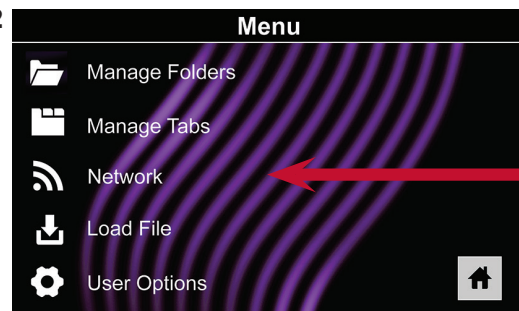 2
Menu
Manage Folders
Manage Tabs
Network
Load File
User Options